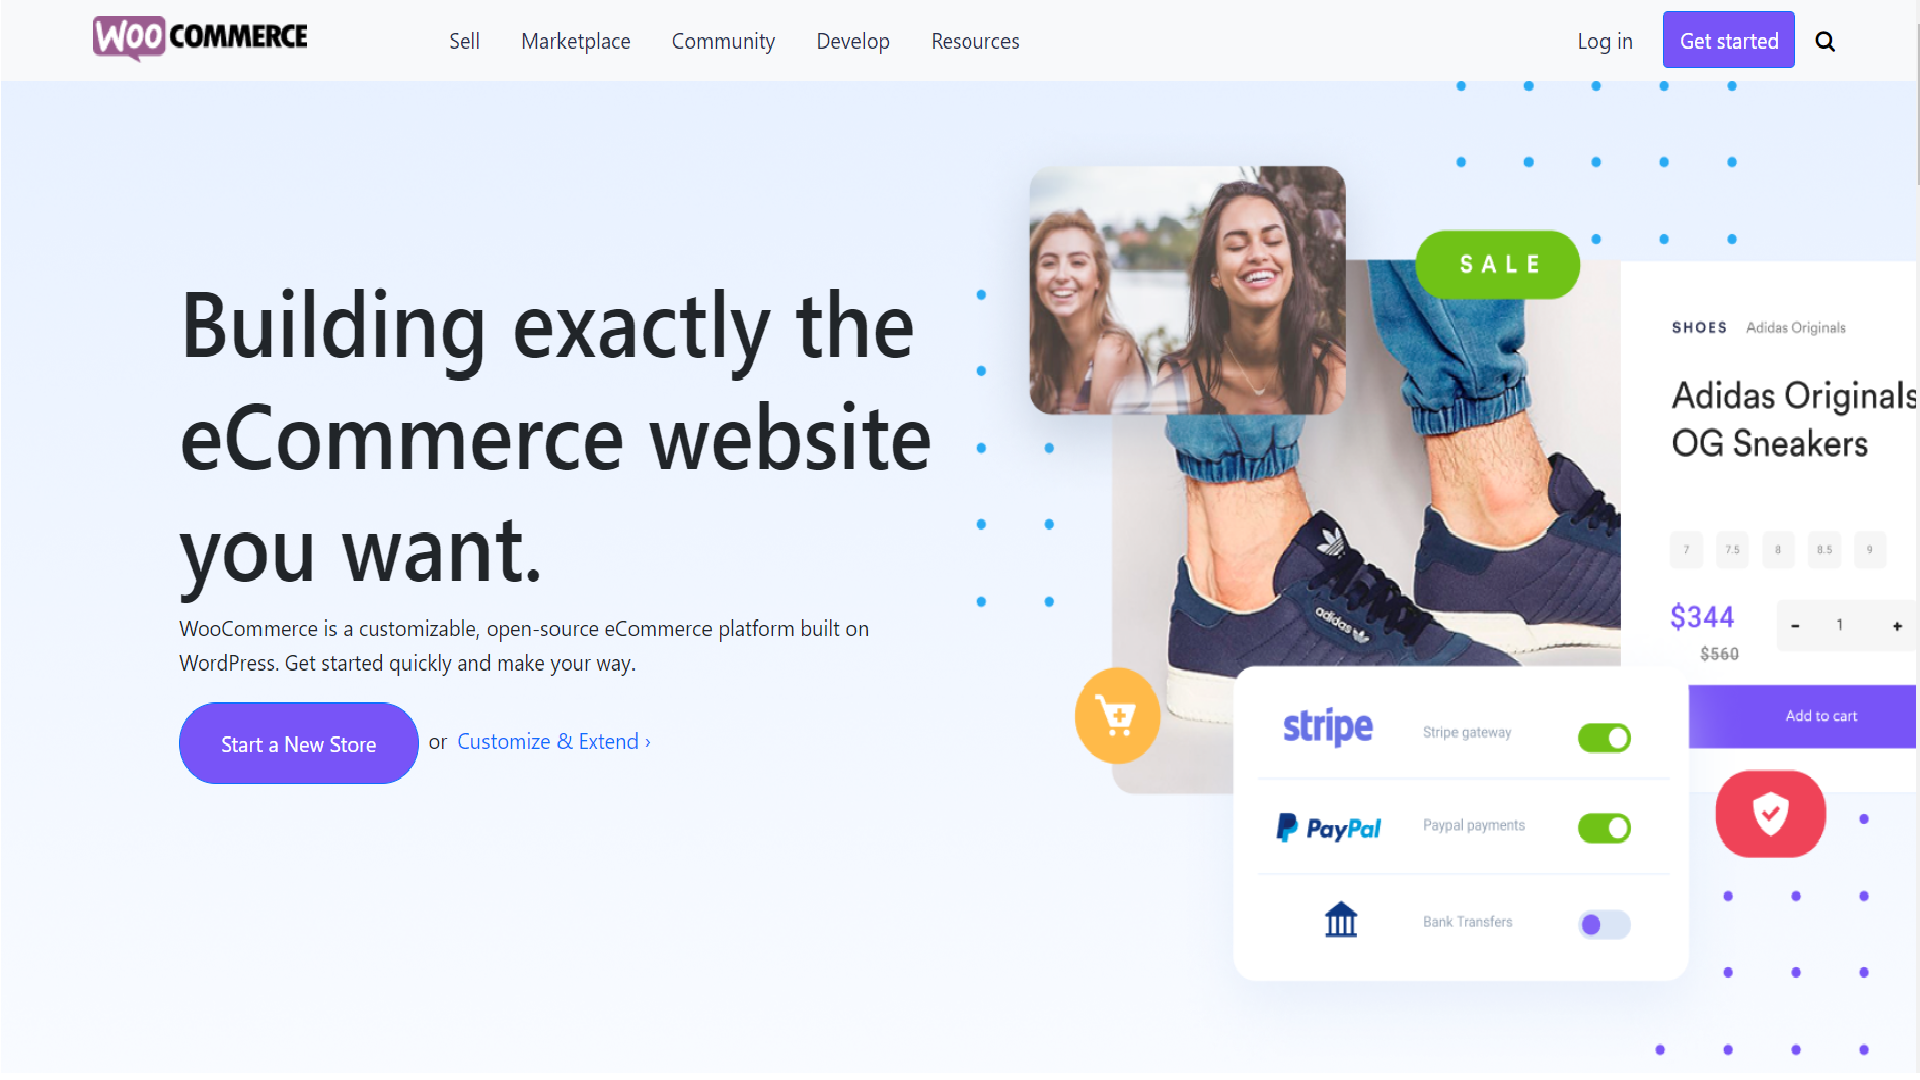 WOO COMMERCE
Sell
Marketplace
Community
Develop
Resources
Log in
Get started
Building exactly the
eCommerce website
you want.
WooCommerce is a customizable, open-source eCommerce platform built on
WordPress. Get started quickly and make your way.
Start a New Store
or Customize & Extend ›
SALE
SHOES Adidas Originals
Adidas Originals
OG Sneakers
7 7.5 8 8.5 9
$344
- 1 +
$560
Add to cart
adidas
stripe Stripe gateway
PayPal Paypal payments
Bank Transfers